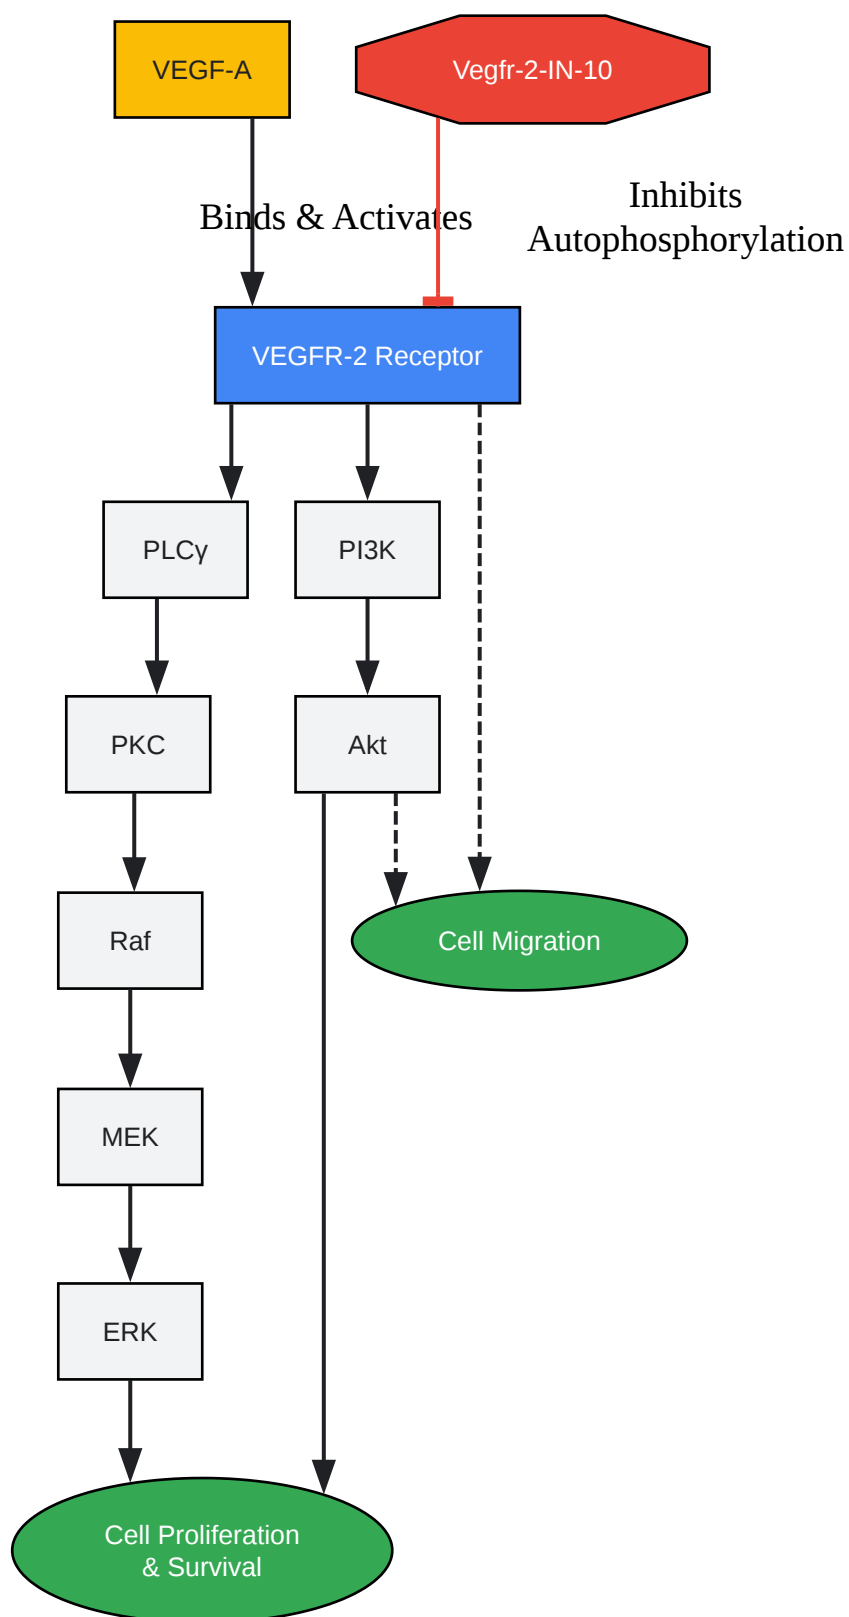 VEGF-A
Vegfr-2-IN-10
Binds & Activates
Inhibits
Autophosphorylation
VEGFR-2 Receptor
PLCγ
PI3K
PKC
Akt
Raf
Cell Migration
MEK
ERK
Cell Proliferation
& Survival